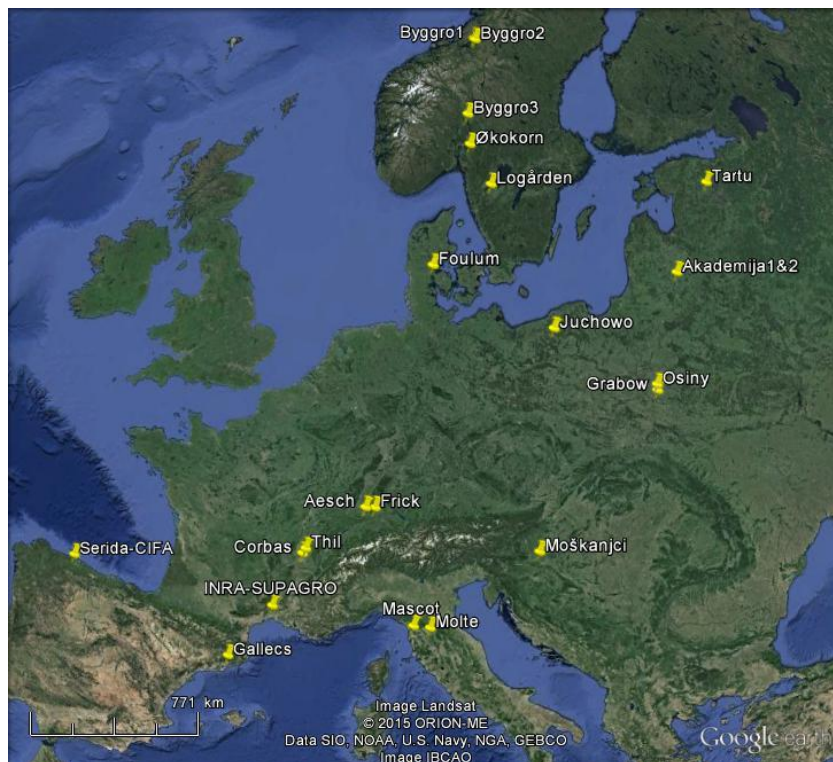 Byggro1 Byggro2
Byggro3
Økokorn
Logården
Tartu
Foulum
Akademija1&2
Juchowo
Osiny
Grabow
Aesch Frick
Thil
Corbas
Serida-CIFA
Moškanjci
INRA-SUPAGRO
Mascot
Molte
Gallecs
771 km
Image Landsat
© 2015 ORION-ME
Data SIO, NOAA, U.S. Navy, NGA, GEBCO
Image IBCAO
Google earth